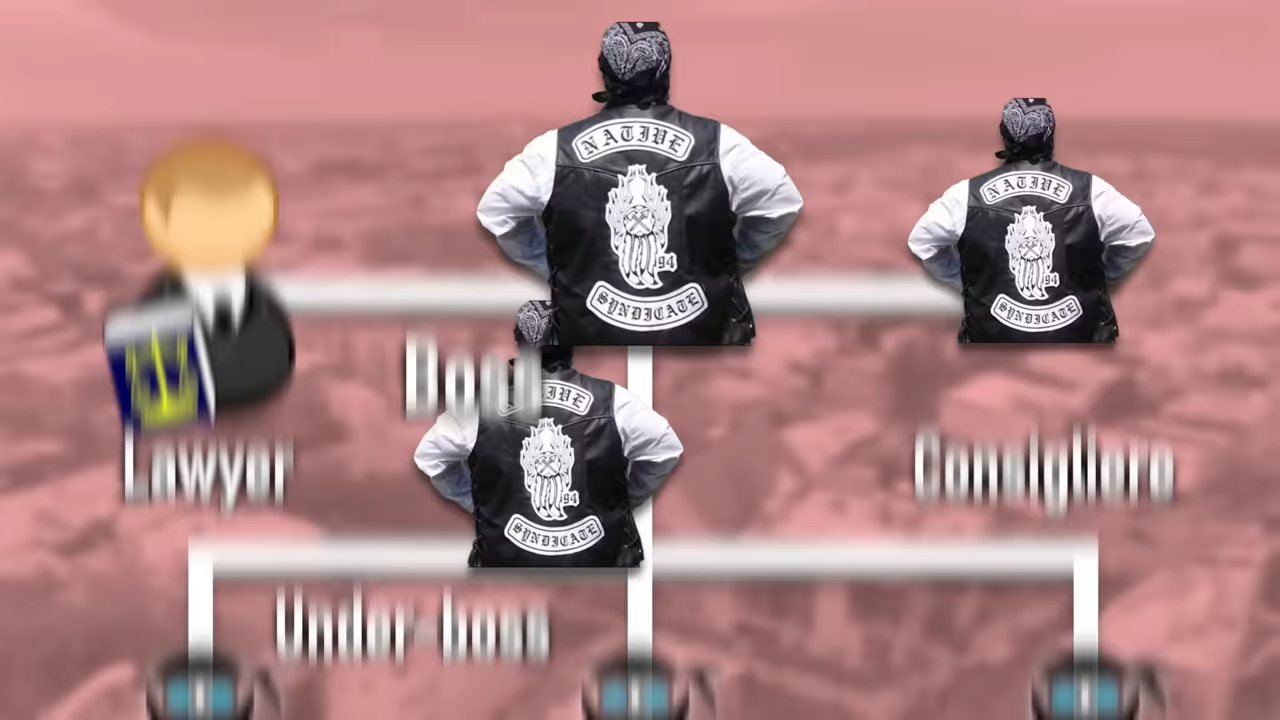 NATIVE
94
SYNDICATE
NATIVE
94
SYNDICATE
Lawyer
Consigliere
94
SYNDICATE
Under-boss